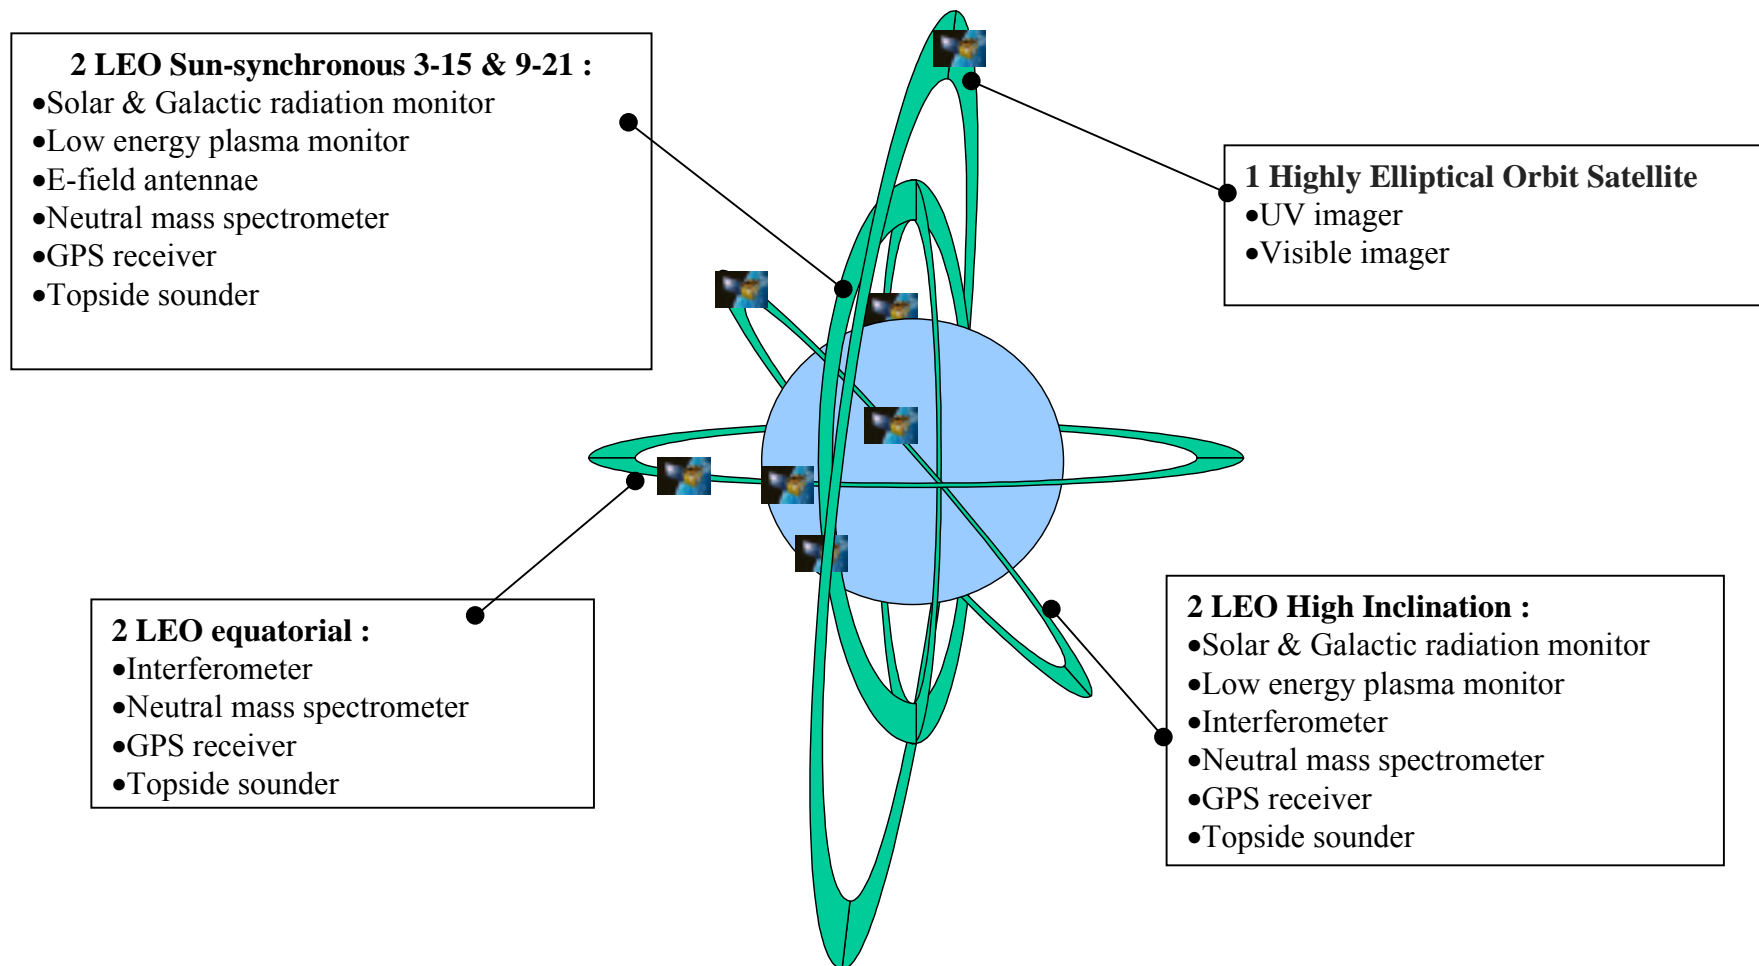 2 LEO Sun-synchronous 3-15 & 9-21 :
•Solar & Galactic radiation monitor
•Low energy plasma monitor
•E-field antennae
•Neutral mass spectrometer
•GPS receiver
•Topside sounder
1 Highly Elliptical Orbit Satellite
•UV imager
•Visible imager
2 LEO equatorial :
•Interferometer
•Neutral mass spectrometer
•GPS receiver
•Topside sounder
2 LEO High Inclination :
•Solar & Galactic radiation monitor
•Low energy plasma monitor
•Interferometer
•Neutral mass spectrometer
•GPS receiver
•Topside sounder